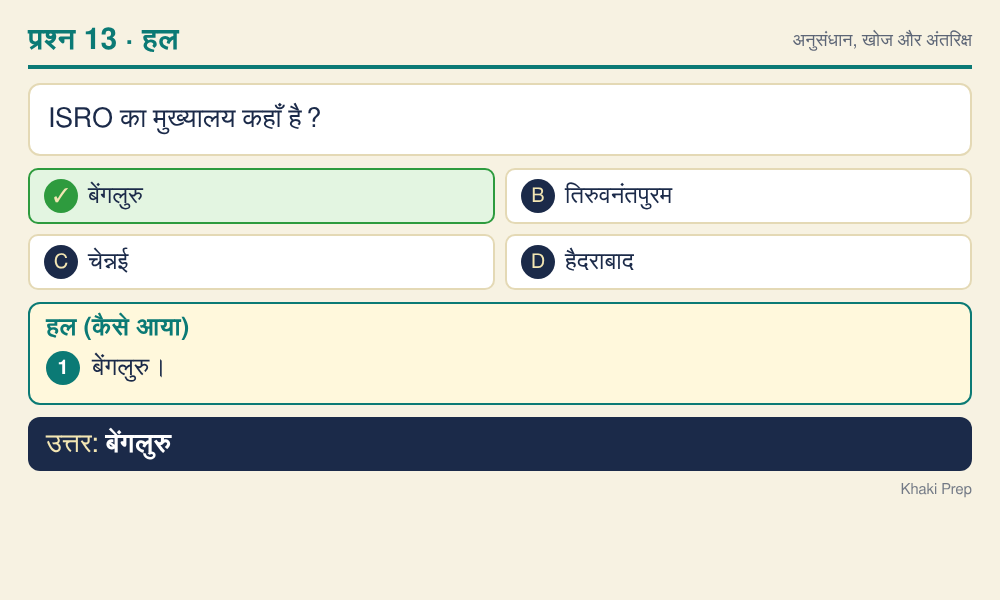 प्रश्न 13 · हल
अनुसंधान, खोज और अंतरिक्ष
ISRO का मुख्यालय कहाँ है ?
✓ बेंगलुरु
B तिरुवनंतपुरम
C चेन्नई
D हैदराबाद
हल (कैसे आया)
1 बेंगलुरु ।
उत्तर: बेंगलुरु
Khaki Prep